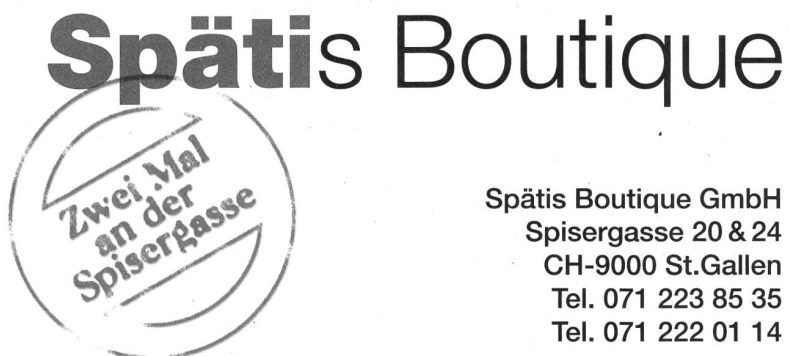 Spätis Boutique
Zwei Mal
an der
Spisergasse
Spätis Boutique GmbH
Spisergasse 20 & 24
CH-9000 St.Gallen
Tel. 071 223 85 35
Tel. 071 222 01 14